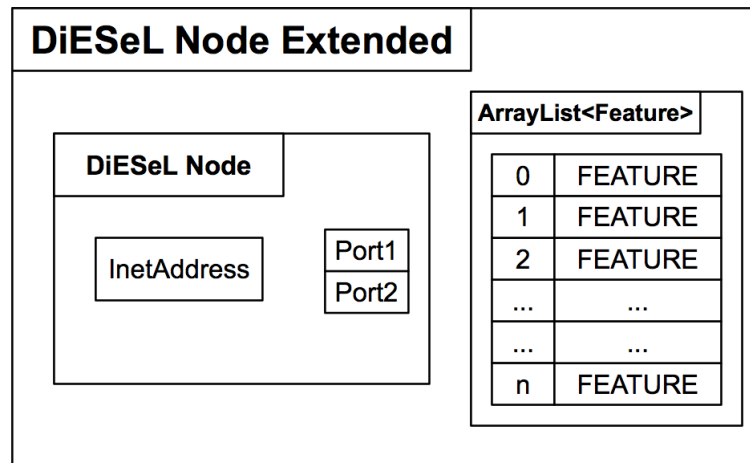 DiESeL Node Extended
DiESeL Node
InetAddress
Port1
Port2
ArrayList<Feature>
0 FEATURE
1 FEATURE
2 FEATURE
... ...
... ...
n FEATURE